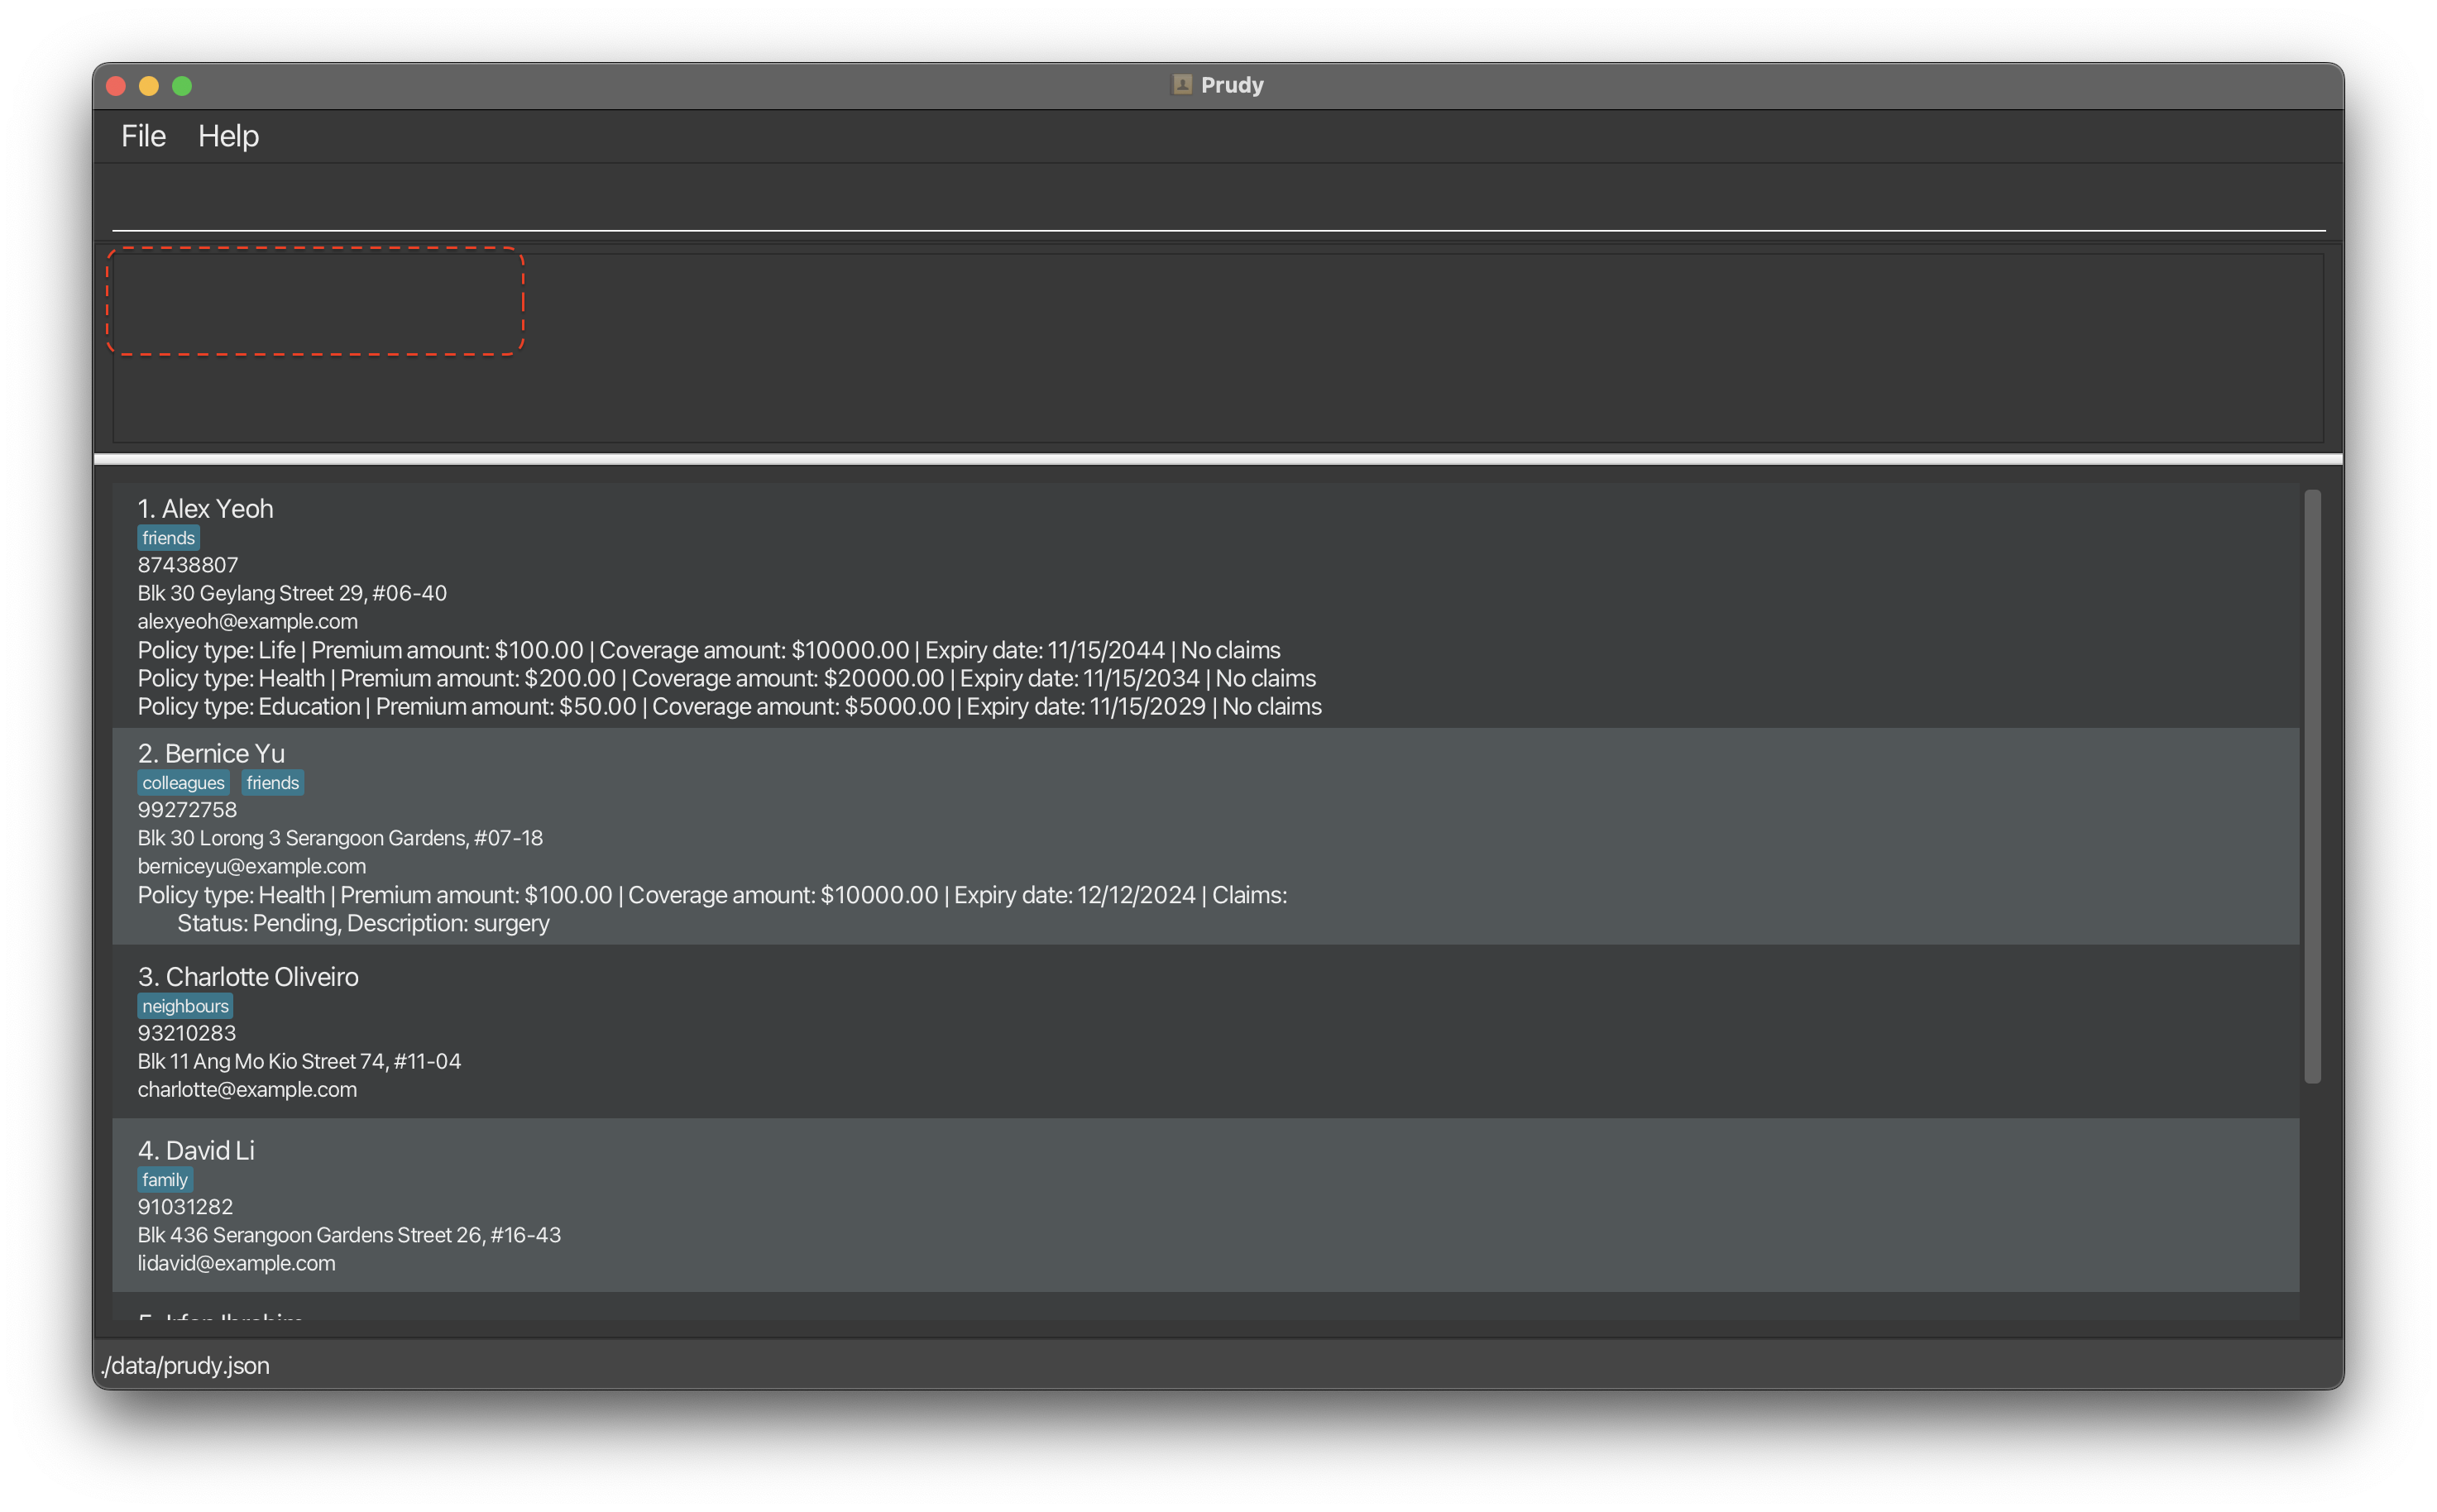 Prudy
File Help
1. Alex Yeoh
friends
87438807
Blk 30 Geylang Street 29, #06-40
alexyeoh@example.com
Policy type: Life | Premium amount: $100.00 | Coverage amount: $10000.00 | Expiry date: 11/15/2044 | No claims
Policy type: Health | Premium amount: $200.00 | Coverage amount: $20000.00 | Expiry date: 11/15/2034 | No claims
Policy type: Education | Premium amount: $50.00 | Coverage amount: $5000.00 | Expiry date: 11/15/2029 | No claims
2. Bernice Yu
colleagues friends
99272758
Blk 30 Lorong 3 Serangoon Gardens, #07-18
berniceyu@example.com
Policy type: Health | Premium amount: $100.00 | Coverage amount: $10000.00 | Expiry date: 12/12/2024 | Claims:
Status: Pending, Description: surgery
3. Charlotte Oliveiro
neighbours
93210283
Blk 11 Ang Mo Kio Street 74, #11-04
charlotte@example.com
4. David Li
family
91031282
Blk 436 Serangoon Gardens Street 26, #16-43
lidavid@example.com
5. Irfan Ibrahim
./data/prudy.json